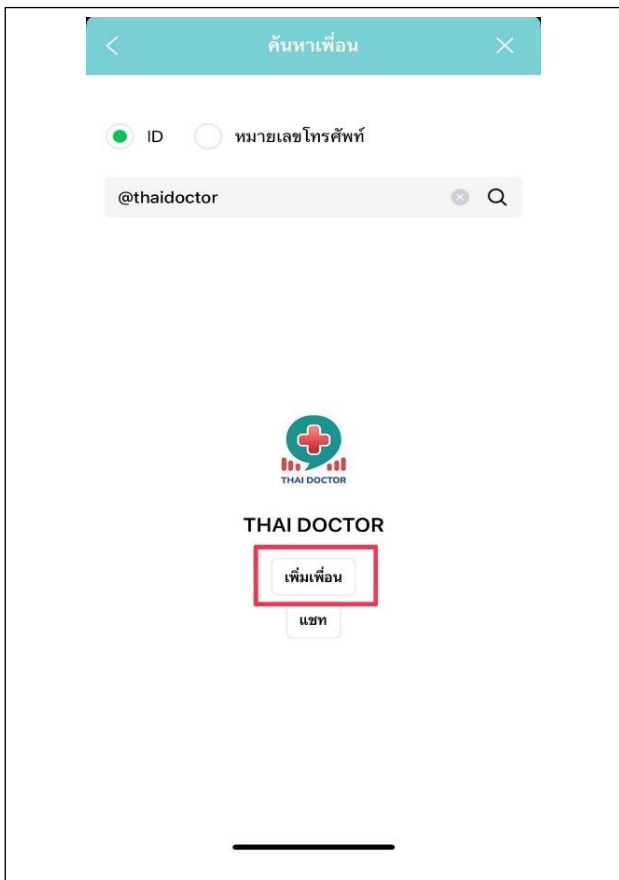 ค้นหาเพื่อน
ID หมายเลขโทรศัพท์
@thaidoctor
THAI DOCTOR
THAI DOCTOR
เพิ่มเพื่อน
แชท